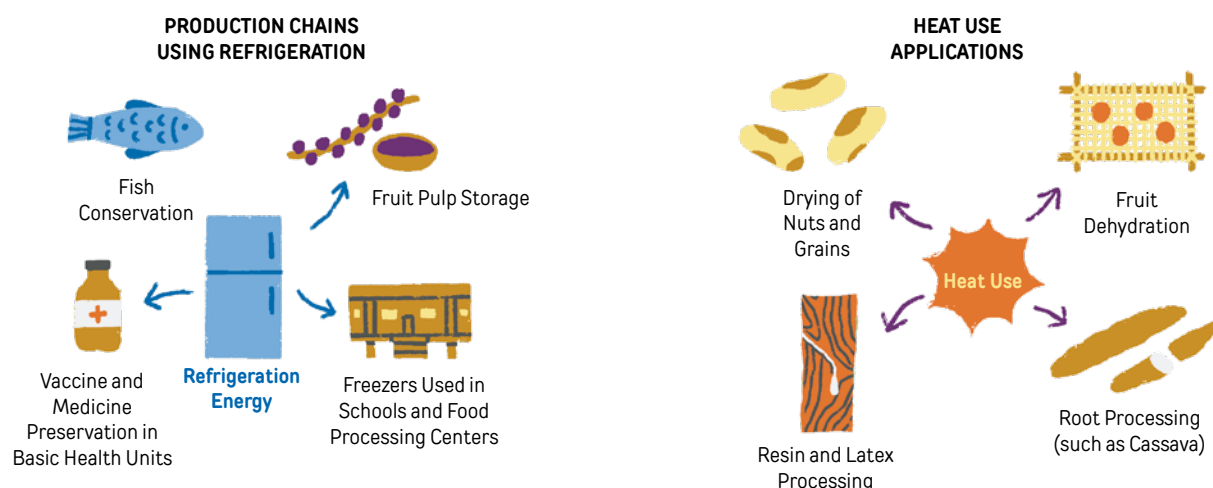 PRODUCTION CHAINS
USING REFRIGERATION
Fish
Conservation
Fruit Pulp Storage
Vaccine and
Medicine
Preservation in
Basic Health Units
Refrigeration
Energy
Freezers Used in
Schools and Food
Processing Centers
HEAT USE
APPLICATIONS
Drying of
Nuts and
Grains
Fruit
Dehydration
Heat Use
Resin and Latex
Processing
Root Processing
(such as Cassava)